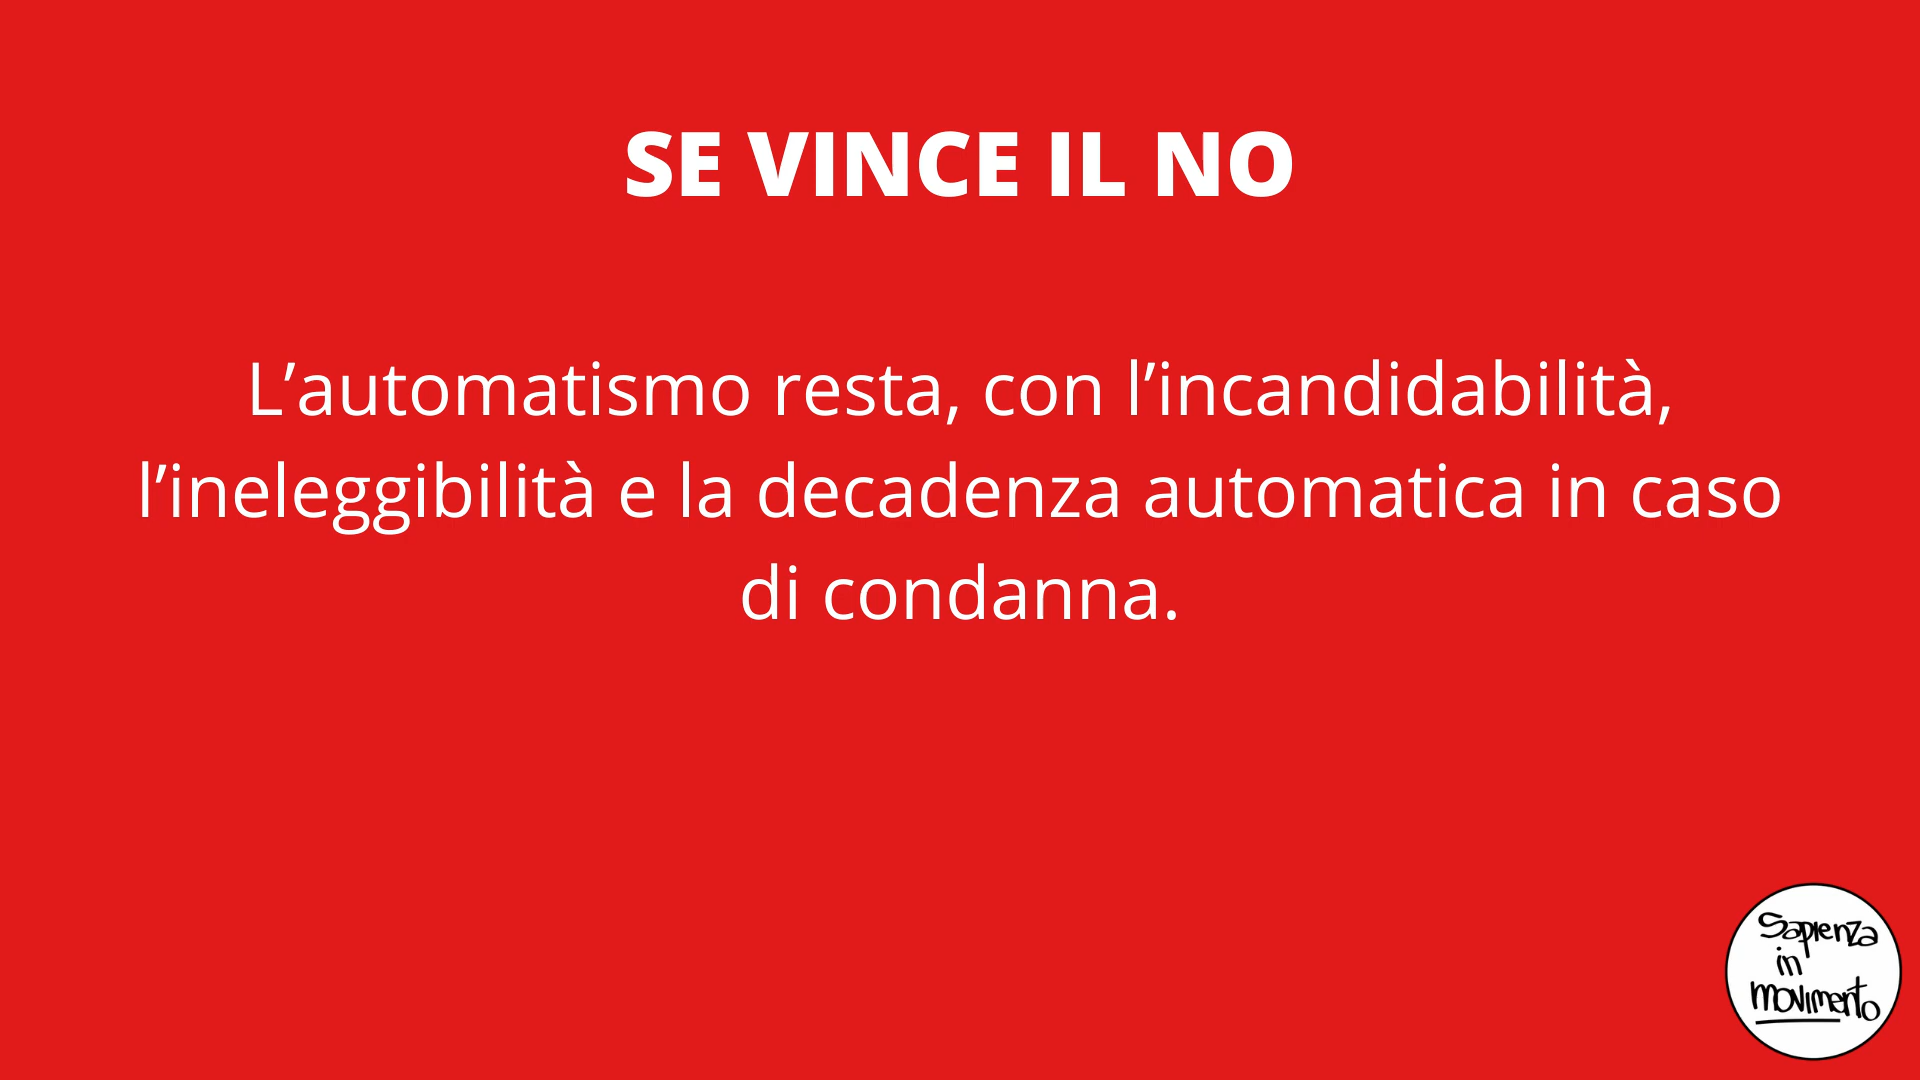 SE VINCE IL NO
L’automatismo resta, con l’incandidabilità,
l’ineleggibilità e la decadenza automatica in caso
di condanna.
Sapienza
in
movimento